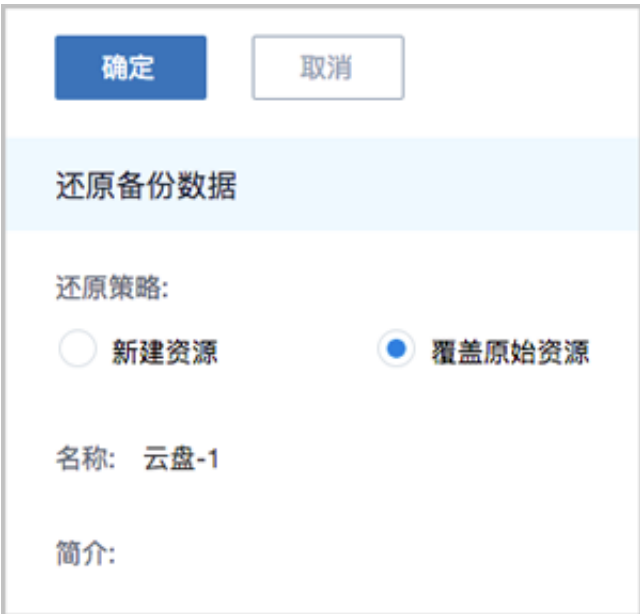 确定 取消
还原备份数据
还原策略:
新建资源 覆盖原始资源
名称: 云盘-1
简介: